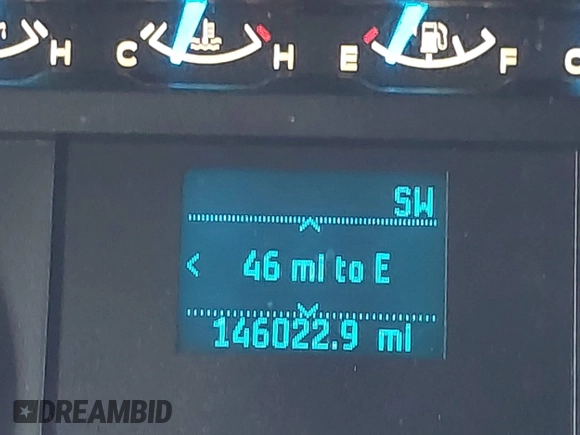 H C H E F C
SW
< 46 mi to E
146022.9 mi
DREAMBID